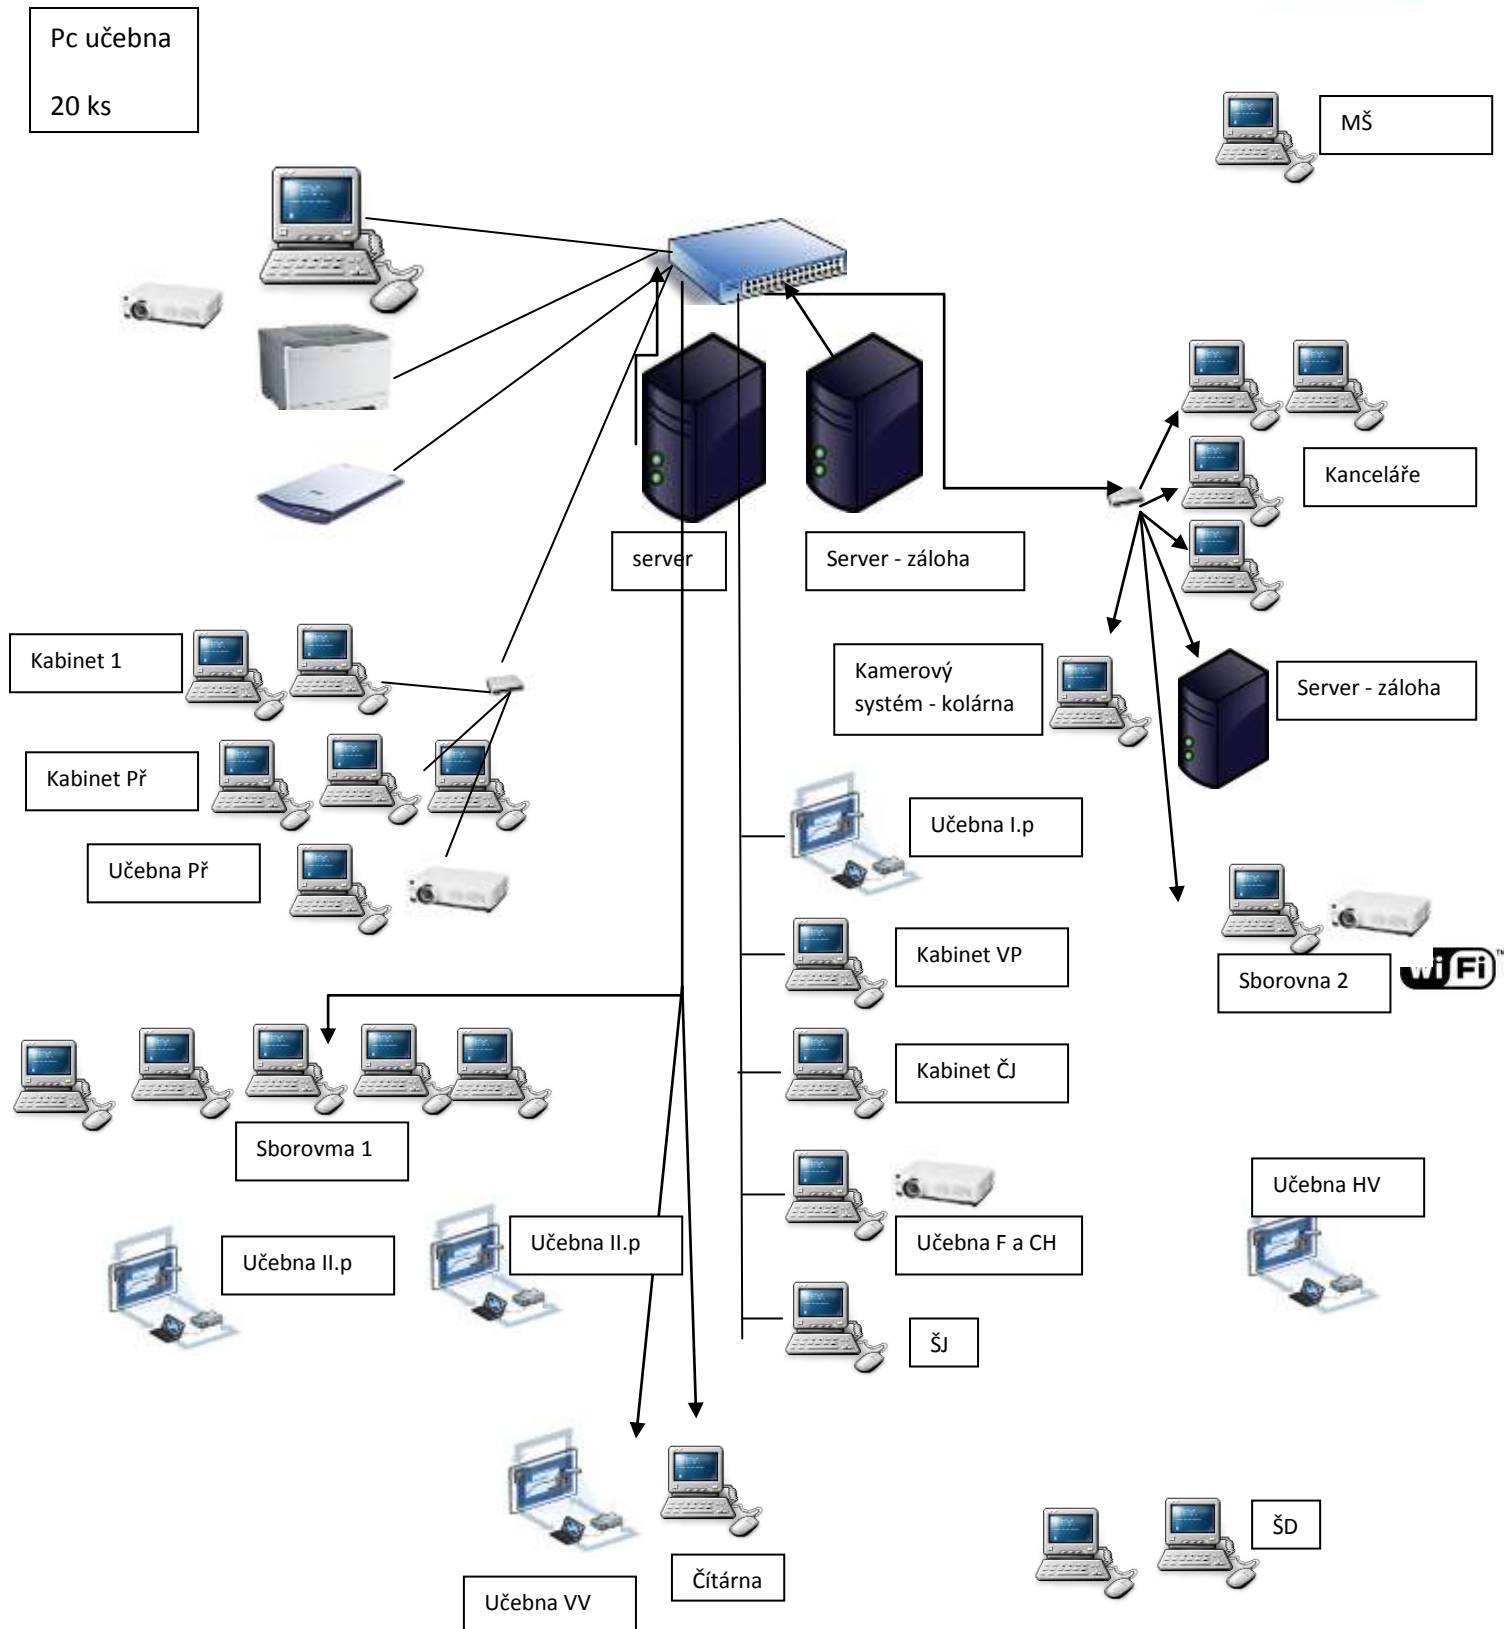 Pc učebna
20 ks
MŠ
Kanceláře
server
Server - záloha
Kabinet 1
Kamerový
systém - kolárna
Server - záloha
Kabinet Př
Učebna I.p
Učebna Př
Kabinet VP
Sborovna 2
WiFi™
Kabinet ČJ
Sborovma 1
Učebna HV
Učebna II.p
Učebna II.p
Učebna F a CH
ŠJ
ŠD
Čítárna
Učebna VV